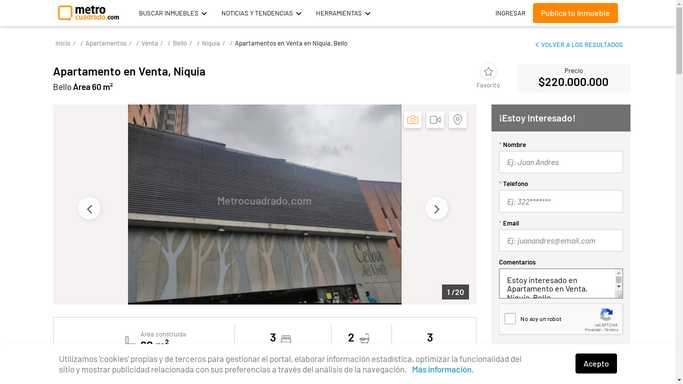 metro
cuadrado.com
BUSCAR INMUEBLES
NOTICIAS Y TENDENCIAS
HERRAMIENTAS
INGRESAR
Publica tu Inmueble
Inicio / / Apartamentos / / Venta / / Bello / / Niquia / / Apartamentos en Venta en Niquia, Bello
VOLVER A LOS RESULTADOS
Apartamento en Venta, Niquia
Bello Área 60 m²
Favorito
Precio
$220.000.000
Metrocuadrado.com
1 / 20
¡Estoy Interesado!
* Nombre
Ej: Juan Andres
* Telefono
Ej: 322*******
* Email
Ej: juanandres@email.com
Comentarios
Estoy interesado en
Apartamento en Venta,
Niquia, Bello
No soy un robot
reCAPTCHA
Privacidad - Términos
Área construida
3
2
3
Utilizamos 'cookies' propias y de terceros para gestionar el portal, elaborar información estadística, optimizar la funcionalidad del
sitio y mostrar publicidad relacionada con sus preferencias a través del análisis de la navegación. Más información.
Acepto